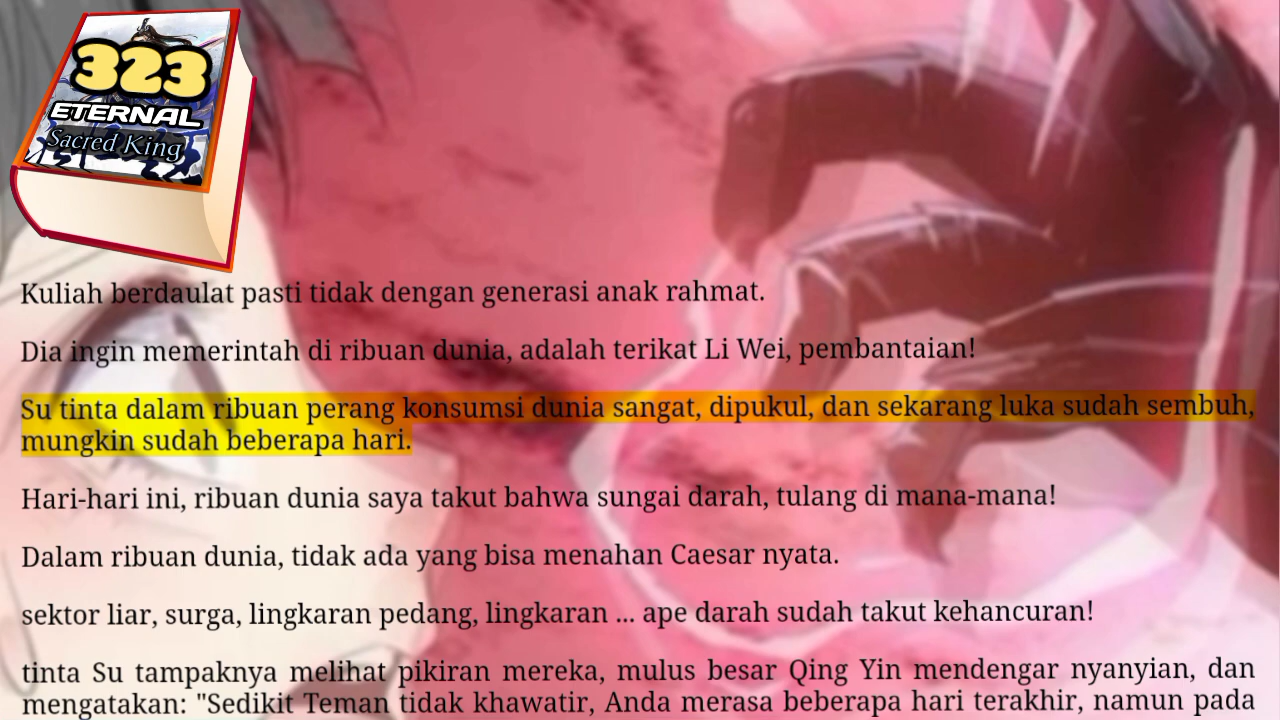 323
ETERNAL
Sacred King
Kuliah berdaulat pasti tidak dengan generasi anak rahmat.
Dia ingin memerintah di ribuan dunia, adalah terikat Li Wei, pembantaian!
Su tinta dalam ribuan perang konsumsi dunia sangat, dipukul, dan sekarang luka sudah sembuh,
mungkin sudah beberapa hari.
Hari-hari ini, ribuan dunia saya takut bahwa sungai darah, tulang di mana-mana!
Dalam ribuan dunia, tidak ada yang bisa menahan Caesar nyata.
sektor liar, surga, lingkaran pedang, lingkaran ... ape darah sudah takut kehancuran!
tinta Su tampaknya melihat pikiran mereka, mulus besar Qing Yin mendengar nyanyian, dan
mengatakan: "Sedikit Teman tidak khawatir, Anda merasa beberapa hari terakhir, namun pada